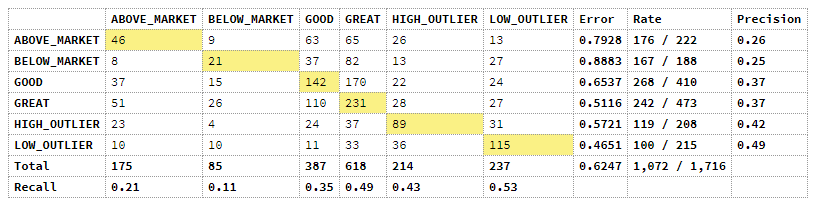 ABOVE_MARKET BELOW_MARKET GOOD GREAT HIGH_OUTLIER LOW_OUTLIER Error Rate Precision
ABOVE_MARKET 46 9 63 65 26 13 0.7928 176 / 222 0.26
BELOW_MARKET 8 21 37 82 13 27 0.8883 167 / 188 0.25
GOOD 37 15 142 170 22 24 0.6537 268 / 410 0.37
GREAT 51 26 110 231 28 27 0.5116 242 / 473 0.37
HIGH_OUTLIER 23 4 24 37 89 31 0.5721 119 / 208 0.42
LOW_OUTLIER 10 10 11 33 36 115 0.4651 100 / 215 0.49
Total 175 85 387 618 214 237 0.6247 1,072 / 1,716
Recall 0.21 0.11 0.35 0.49 0.43 0.53